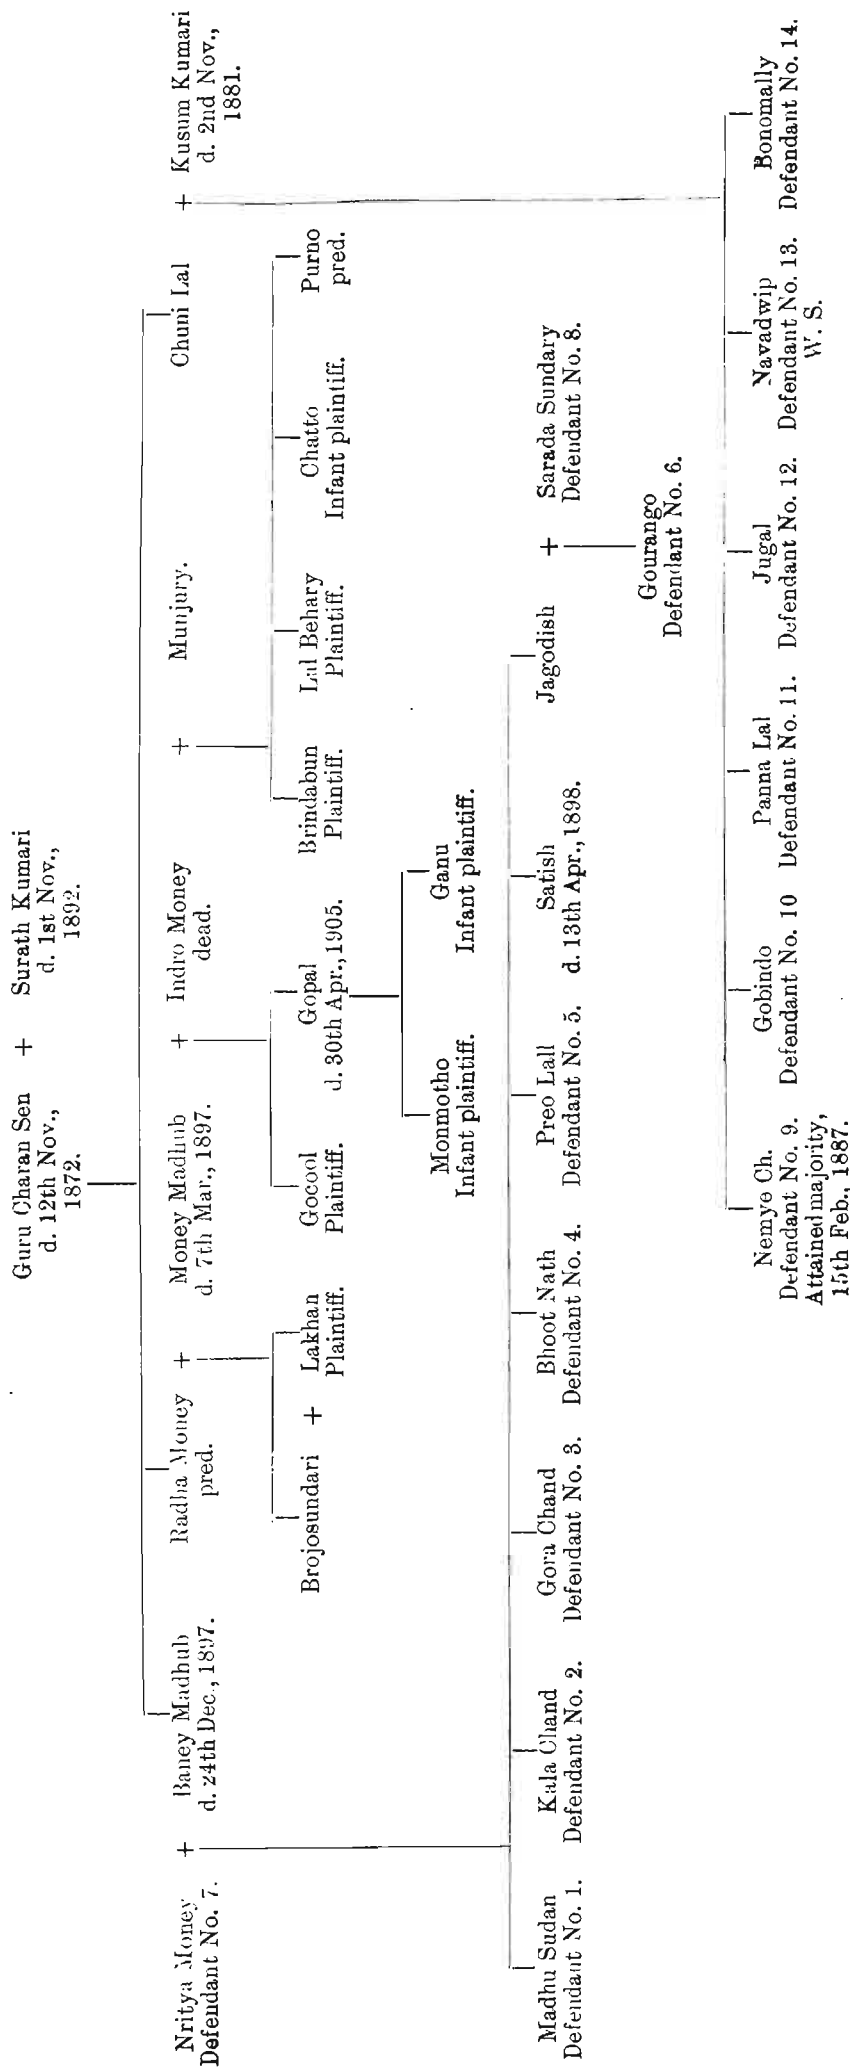 Guru Charan Sen + Surath Kumari
d. 12th Nov., d. 1st Nov.,
1872. 1892.
Nritya Money + Baney Madhub Radha Money + Money Madhub + Indro Money + Munjury. Chuni Lal + Kusum Kumari
Defendant No. 7. d. 24th Dec., 1897. pred. d. 7th Mar., 1897. dead. d. 2nd Nov.,
1881.
Brojosundari + Lakhan Gocool Gopal Brindabun Lal Behary Chatto Purno
Plaintiff. Plaintiff. d. 30th Apr., 1905. Plaintiff. Plaintiff. Infant plaintiff. pred.
Monmotho Ganu
Infant plaintiff. Infant plaintiff.
Madhu Sudan Kala Chand Gora Chand Bhoot Nath Preo Lall Satish Jagodish + Sarada Sundary
Defendant No. 1. Defendant No. 2. Defendant No. 3. Defendant No. 4. Defendant No. 5. d. 13th Apr., 1898. Defendant No. 8.
Gourango
Defendant No. 6.
Nemye Ch. Gobindo Panna Lal Jugal Navadwip Bonomally
Defendant No. 9. Defendant No. 10 Defendant No. 11. Defendant No. 12. Defendant No. 13. Defendant No. 14.
Attained majority, W. S.
15th Feb., 1887.